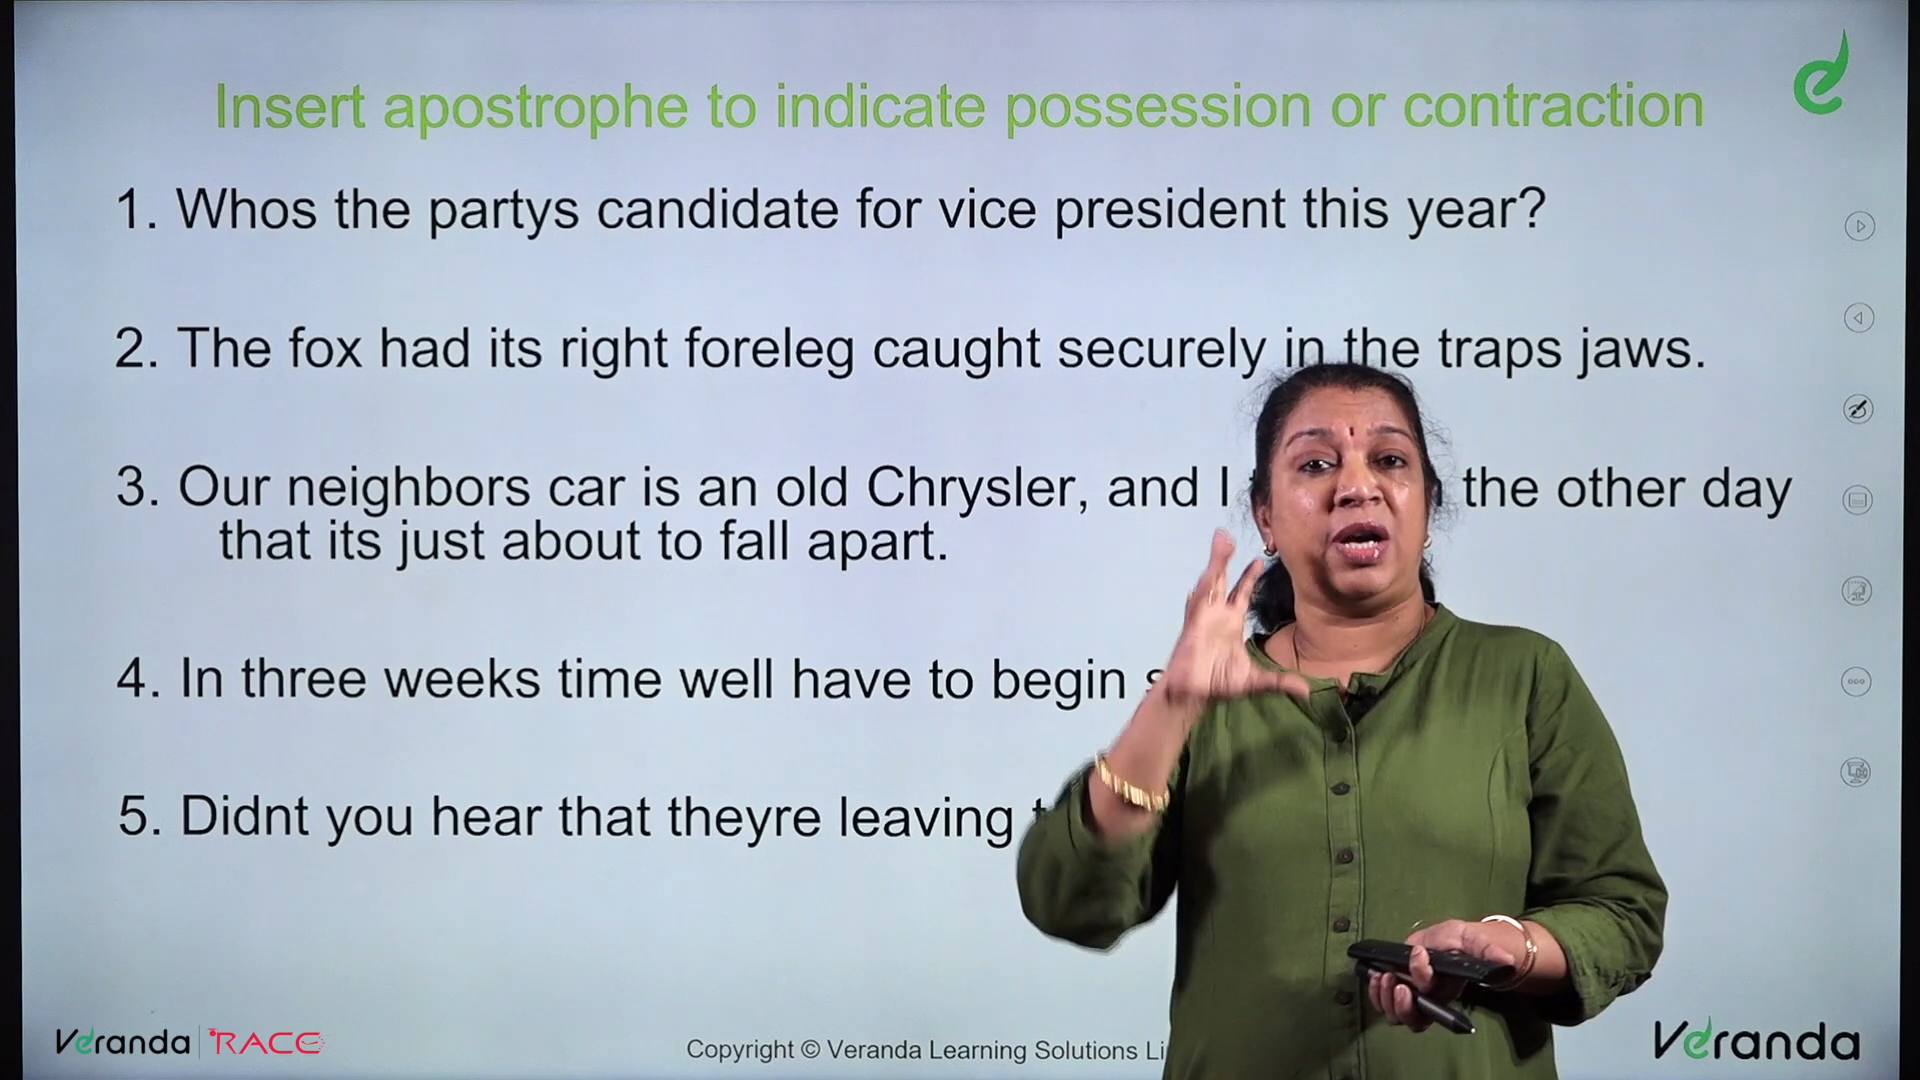 Insert apostrophe to indicate possession or contraction
1. Whos the partys candidate for vice president this year?
2. The fox had its right foreleg caught securely in the traps jaws.
3. Our neighbors car is an old Chrysler, and I the other day
that its just about to fall apart.
4. In three weeks time well have to begin
5. Didnt you hear that theyre leaving
Veranda RACE
Copyright © Veranda Learning Solutions
Veranda